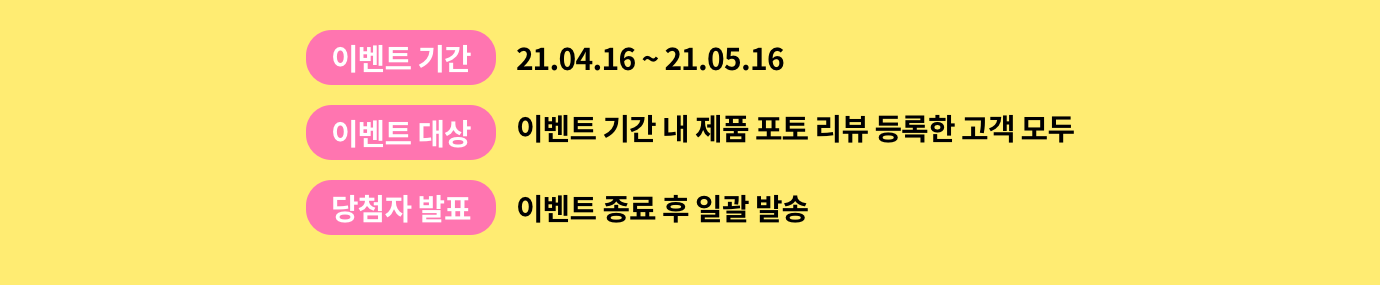 이벤트 기간 21.04.16 ~ 21.05.16
이벤트 대상 이벤트 기간 내 제품 포토 리뷰 등록한 고객 모두
당첨자 발표 이벤트 종료 후 일괄 발송